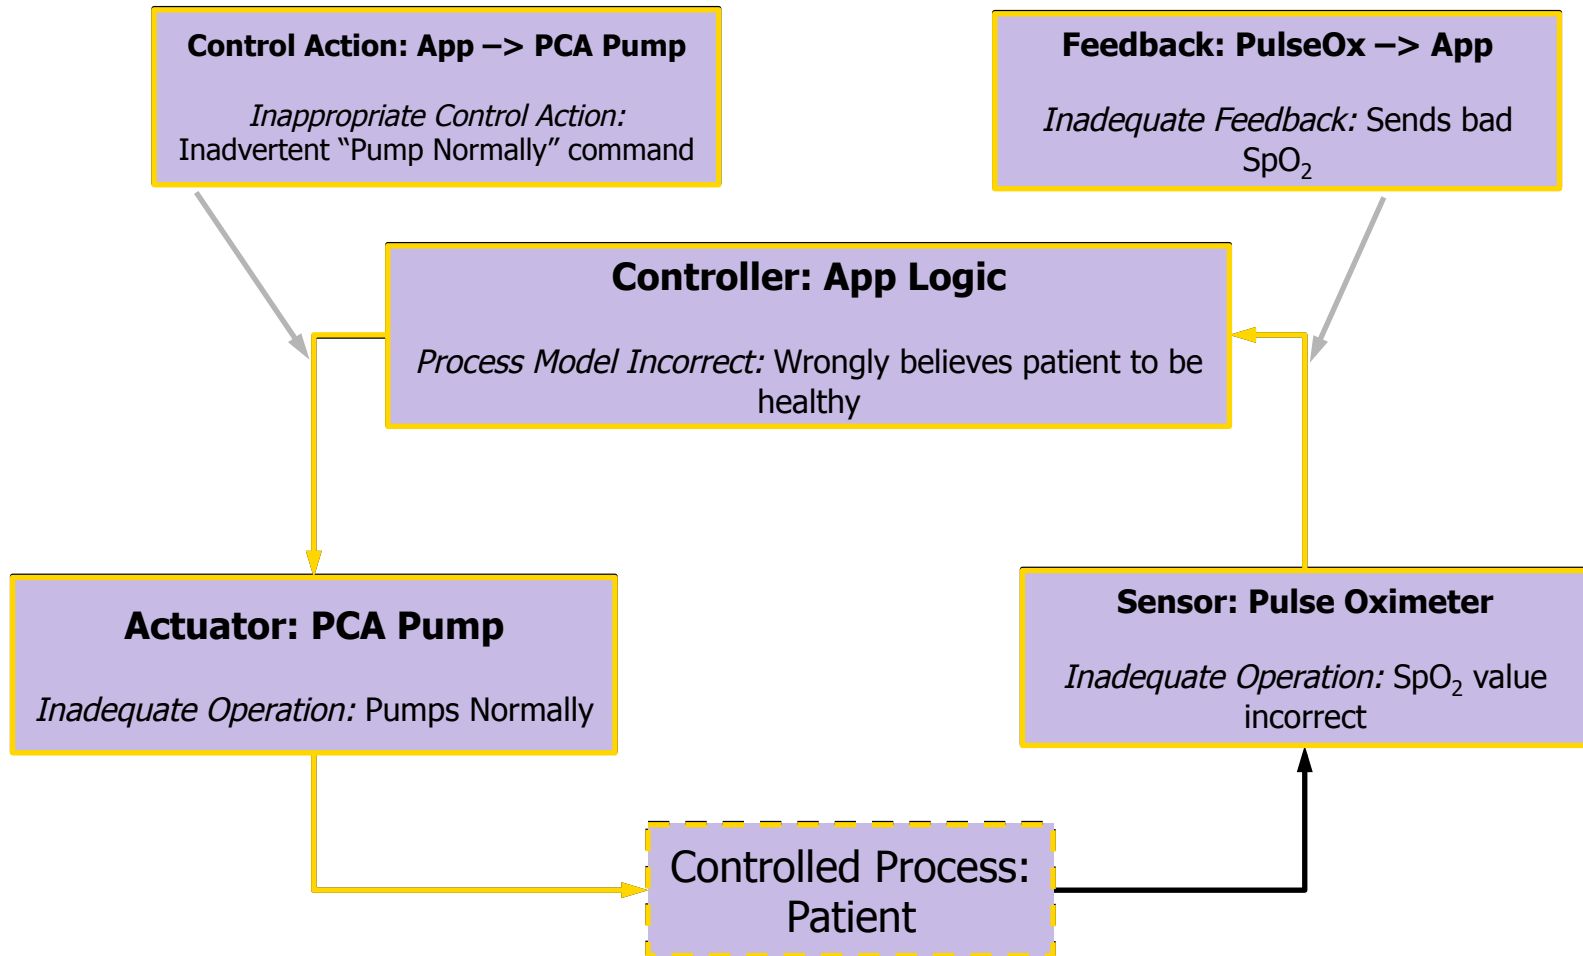 Control Action: App –> PCA Pump
Inappropriate Control Action:
Inadvertent “Pump Normally” command
Feedback: PulseOx –> App
Inadequate Feedback: Sends bad
SpO₂
Controller: App Logic
Process Model Incorrect: Wrongly believes patient to be
healthy
Actuator: PCA Pump
Inadequate Operation: Pumps Normally
Sensor: Pulse Oximeter
Inadequate Operation: SpO₂ value
incorrect
Controlled Process:
Patient